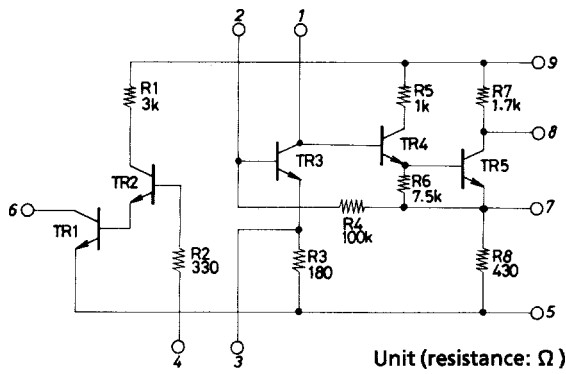 2 1
9
R1
3k
R5
1k
R7
1.7k
8
TR3
TR4
TR5
TR2
R6
7.5k
6
TR1
R4
100k
7
R2
330
R3
180
R8
430
5
4 3
Unit (resistance: Ω)